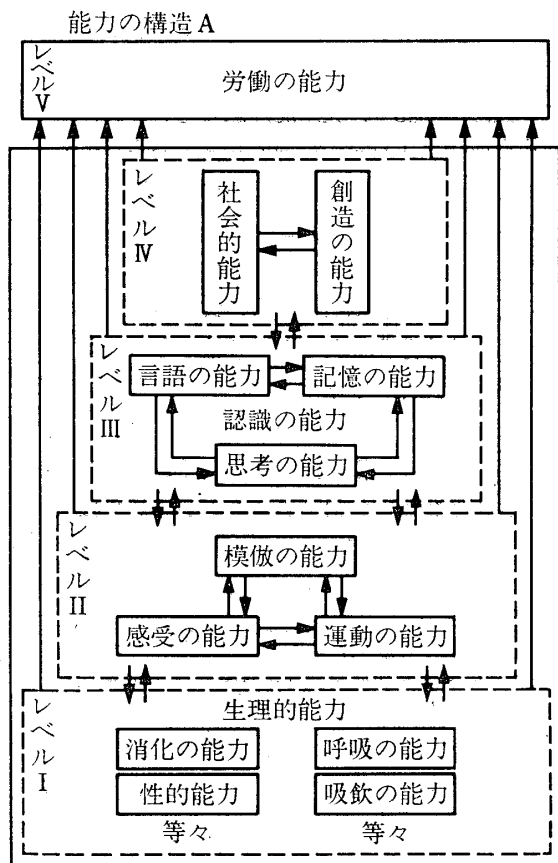 能力の構造A
レベルV
労働の能力
レベルIV
社会的能力
創造の能力
レベルIII
言語の能力
記憶の能力
認識の能力
思考の能力
レベルII
模倣の能力
感受の能力
運動の能力
レベルI
生理的能力
消化の能力
呼吸の能力
性的能力
吸飲の能力
等々
等々